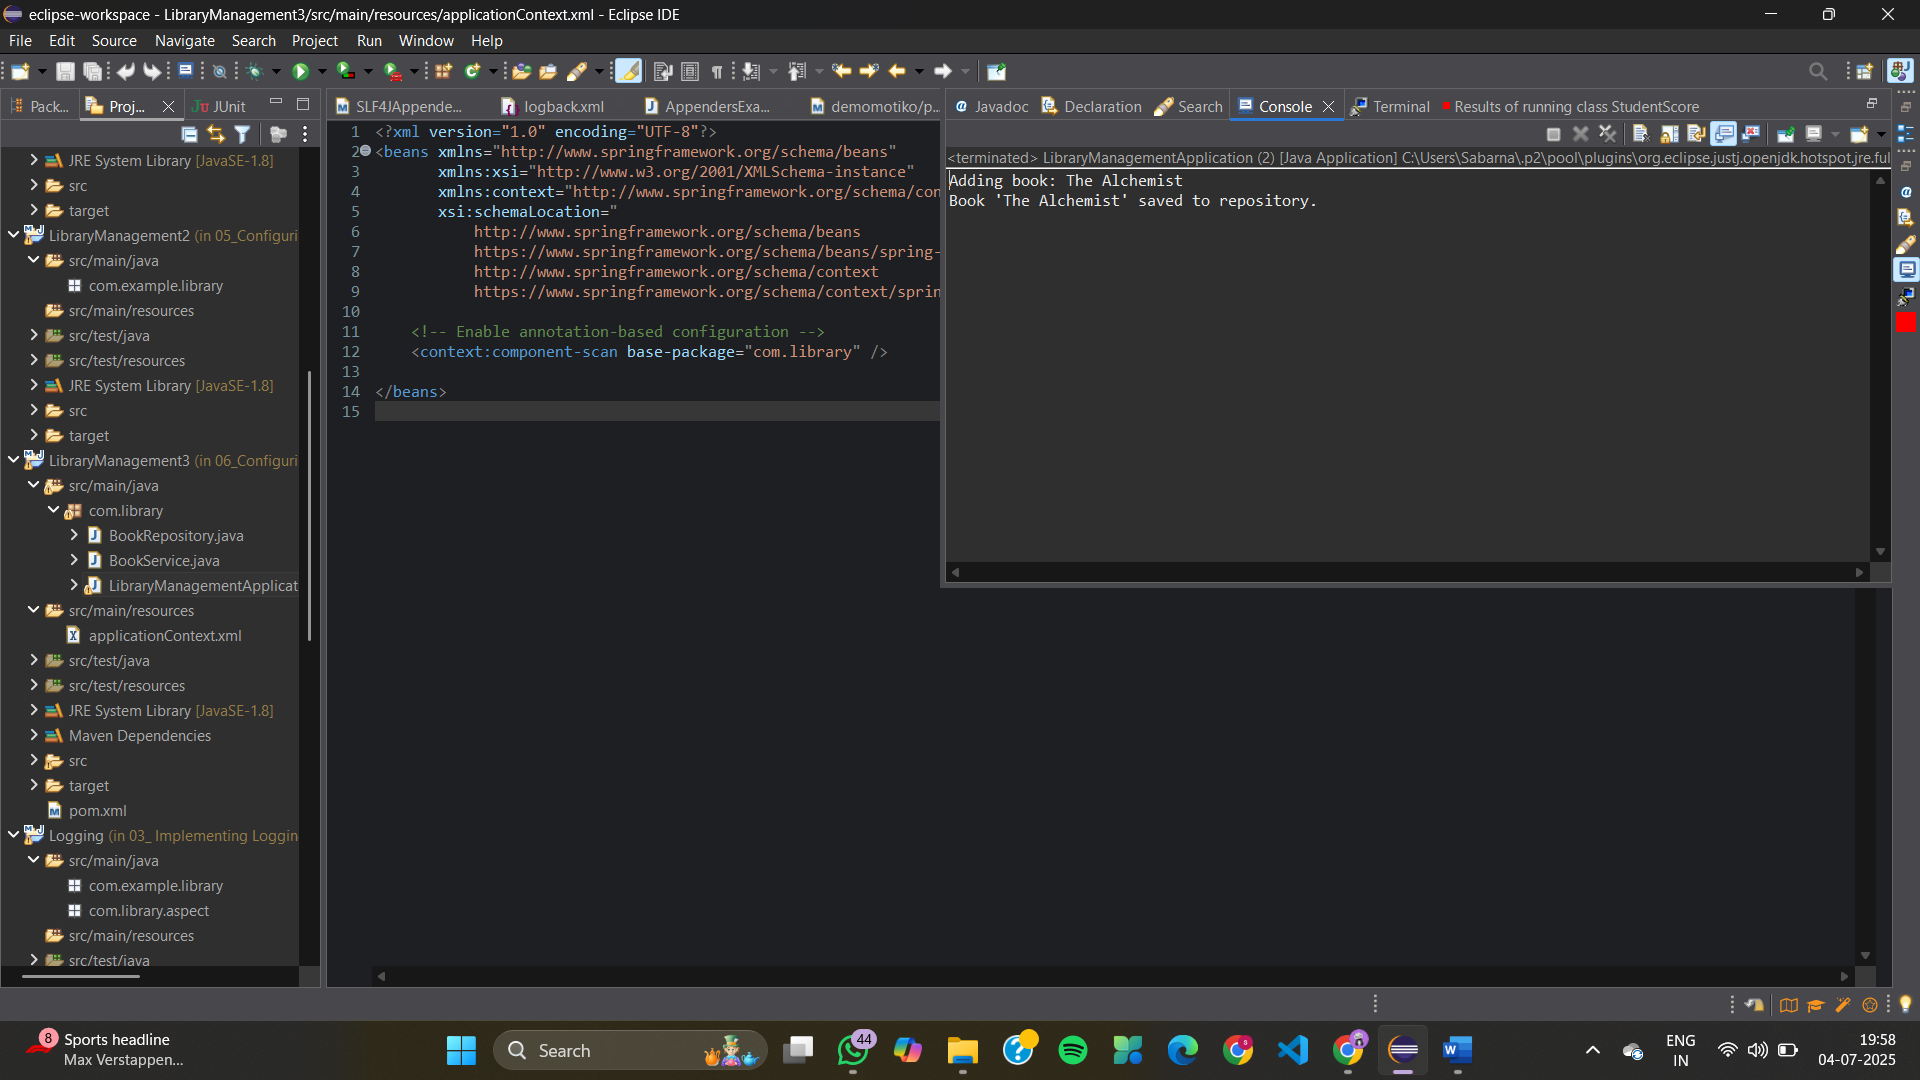 eclipse-workspace - LibraryManagement3/src/main/resources/applicationContext.xml - Eclipse IDE
File Edit Source Navigate Search Project Run Window Help
Pack... Proj... JUnit
JRE System Library [JavaSE-1.8]
src
target
LibraryManagement2 (in 05_Configuri
src/main/java
com.example.library
src/main/resources
src/test/java
src/test/resources
JRE System Library [JavaSE-1.8]
src
target
LibraryManagement3 (in 06_Configuri
src/main/java
com.library
BookRepository.java
BookService.java
LibraryManagementApplicat
src/main/resources
applicationContext.xml
src/test/java
src/test/resources
JRE System Library [JavaSE-1.8]
Maven Dependencies
src
target
pom.xml
Logging (in 03_ Implementing Loggin
src/main/java
com.example.library
com.library.aspect
src/main/resources
src/test/java
SLF4JAppende... logback.xml AppendersExa... demomotiko/p...
1 <?xml version="1.0" encoding="UTF-8"?>
2 <beans xmlns="http://www.springframework.org/schema/beans"
3 xmlns:xsi="http://www.w3.org/2001/XMLSchema-instance"
4 xmlns:context="http://www.springframework.org/schema/con
5 xsi:schemaLocation="
6 http://www.springframework.org/schema/beans
7 https://www.springframework.org/schema/beans/spring-
8 http://www.springframework.org/schema/context
9 https://www.springframework.org/schema/context/sprin
10
11 <!-- Enable annotation-based configuration -->
12 <context:component-scan base-package="com.library" />
13
14 </beans>
15
Javadoc Declaration Search Console Terminal Results of running class StudentScore
<terminated> LibraryManagementApplication (2) [Java Application] C:\Users\Sabarna\.p2\pool\plugins\org.eclipse.justj.openjdk.hotspot.jre.ful
Adding book: The Alchemist
Book 'The Alchemist' saved to repository.
8
Sports headline
Max Verstappen...
Search
44
ENG
IN
19:58
04-07-2025